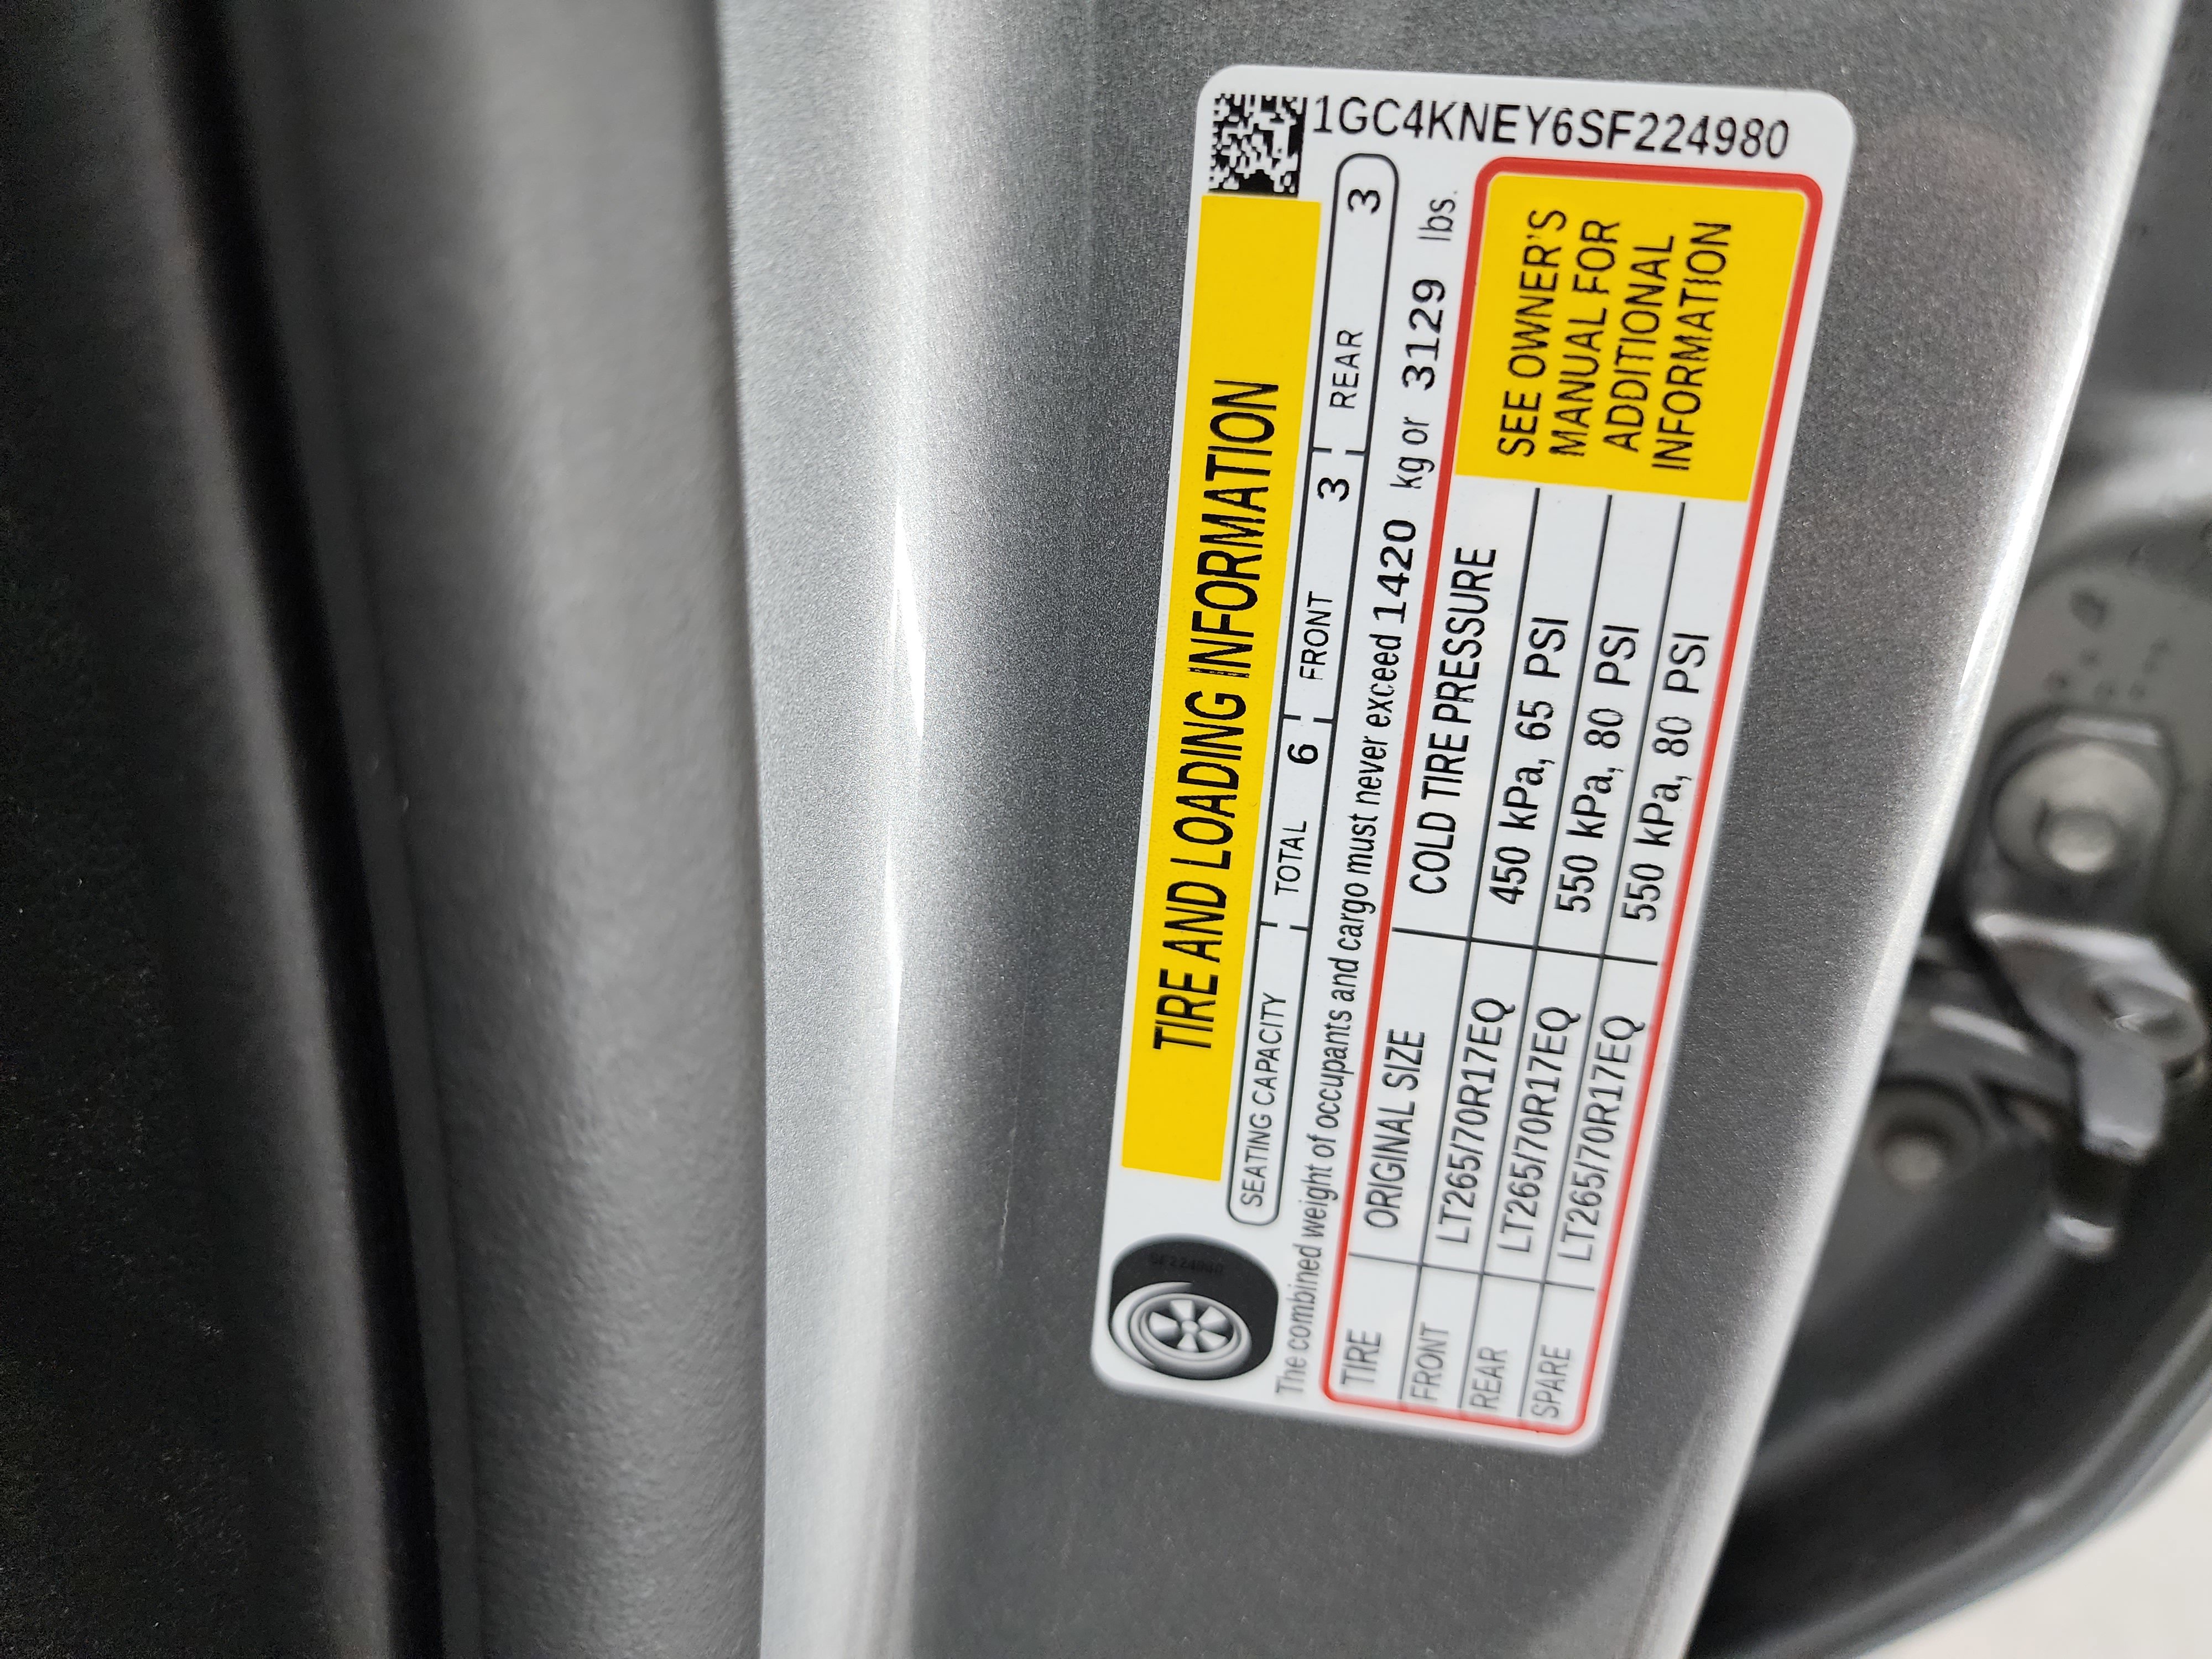 1GC4KNEY6SF224980
TIRE AND LOADING INFORMATION
SEATING CAPACITY TOTAL 6 FRONT 3 REAR 3
The combined weight of occupants and cargo must never exceed 1420 kg or 3129 lbs.
TIRE ORIGINAL SIZE COLD TIRE PRESSURE
FRONT LT265/70R17EQ 450 kPa, 65 PSI
REAR LT265/70R17EQ 550 kPa, 80 PSI
SPARE LT265/70R17EQ 550 kPa, 80 PSI
SEE OWNER'S
MANUAL FOR
ADDITIONAL
INFORMATION
SF224980